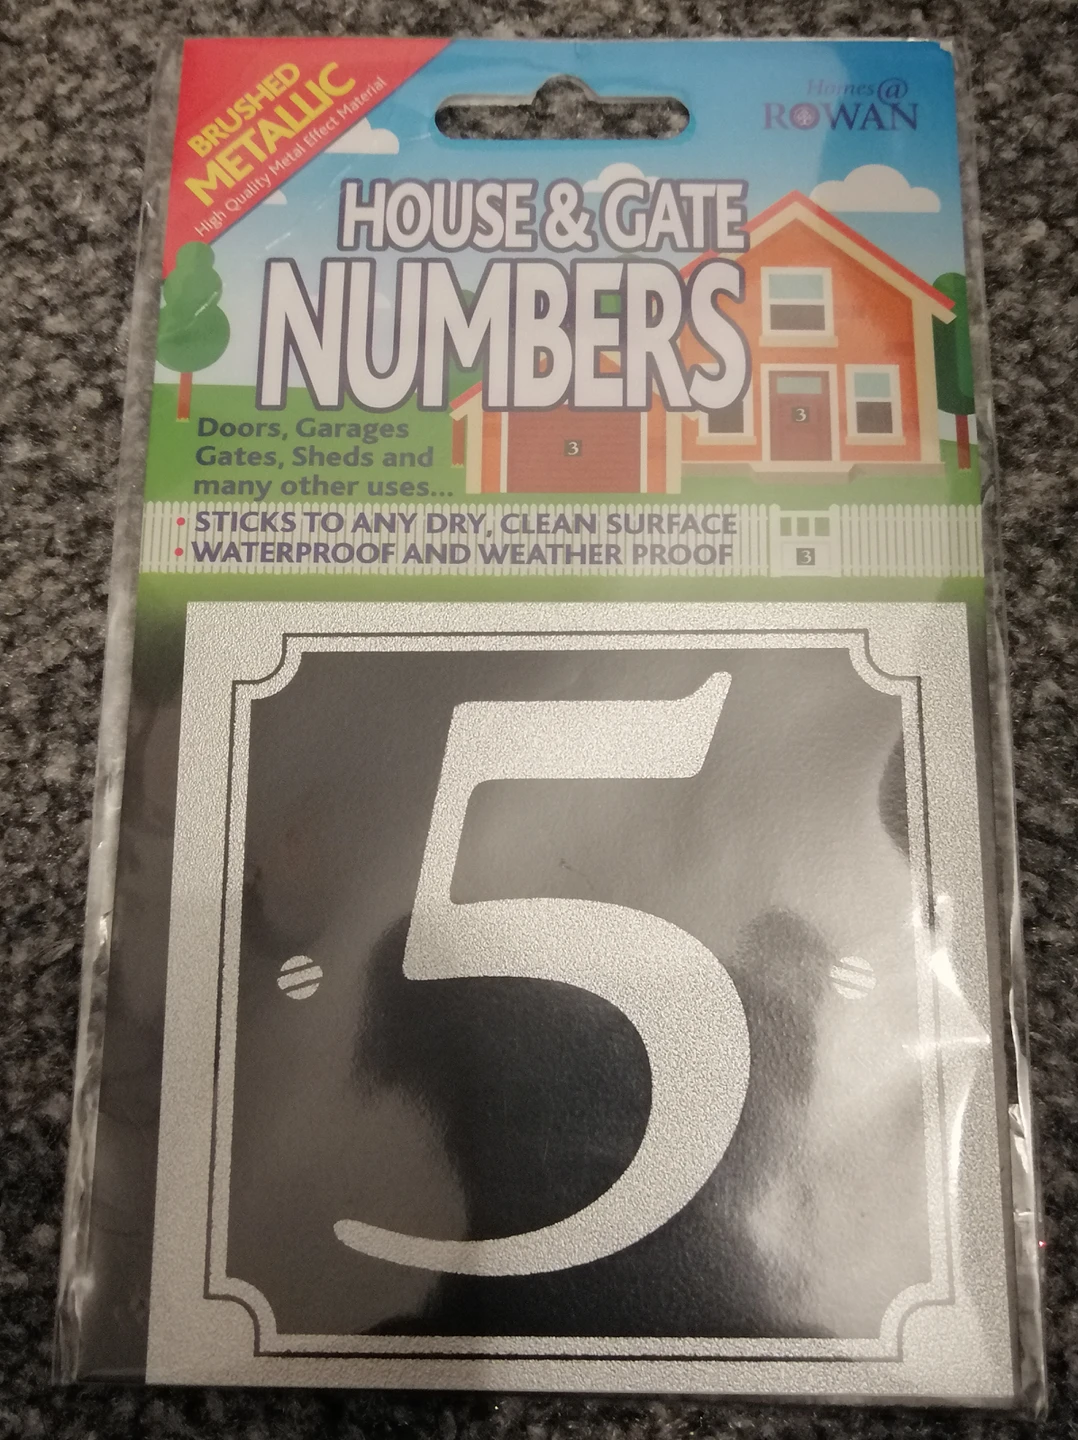 BRUSHED
METALLIC
High Quality Metal Effect Material
Homes@
ROWAN
HOUSE & GATE
NUMBERS
3
3
Doors, Garages
Gates, Sheds and
many other uses...
• STICKS TO ANY DRY, CLEAN SURFACE
• WATERPROOF AND WEATHER PROOF
3
5